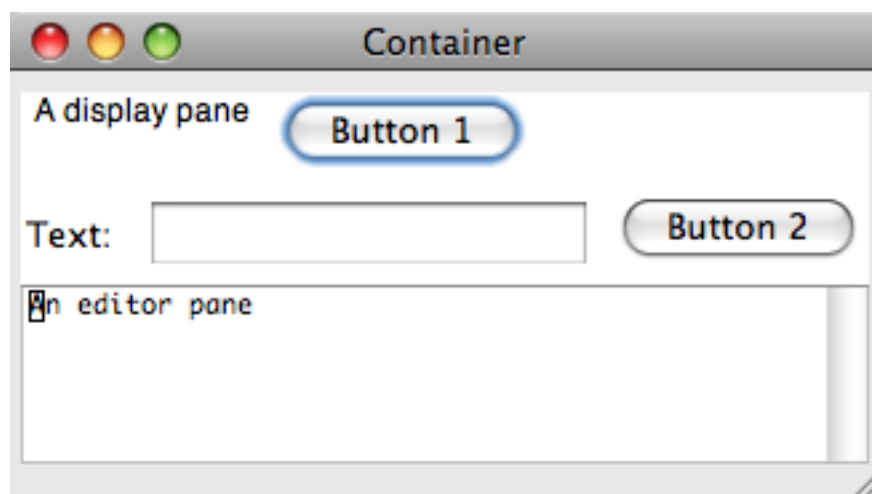 Container
A display pane
Button 1
Text:
Button 2
An editor pane